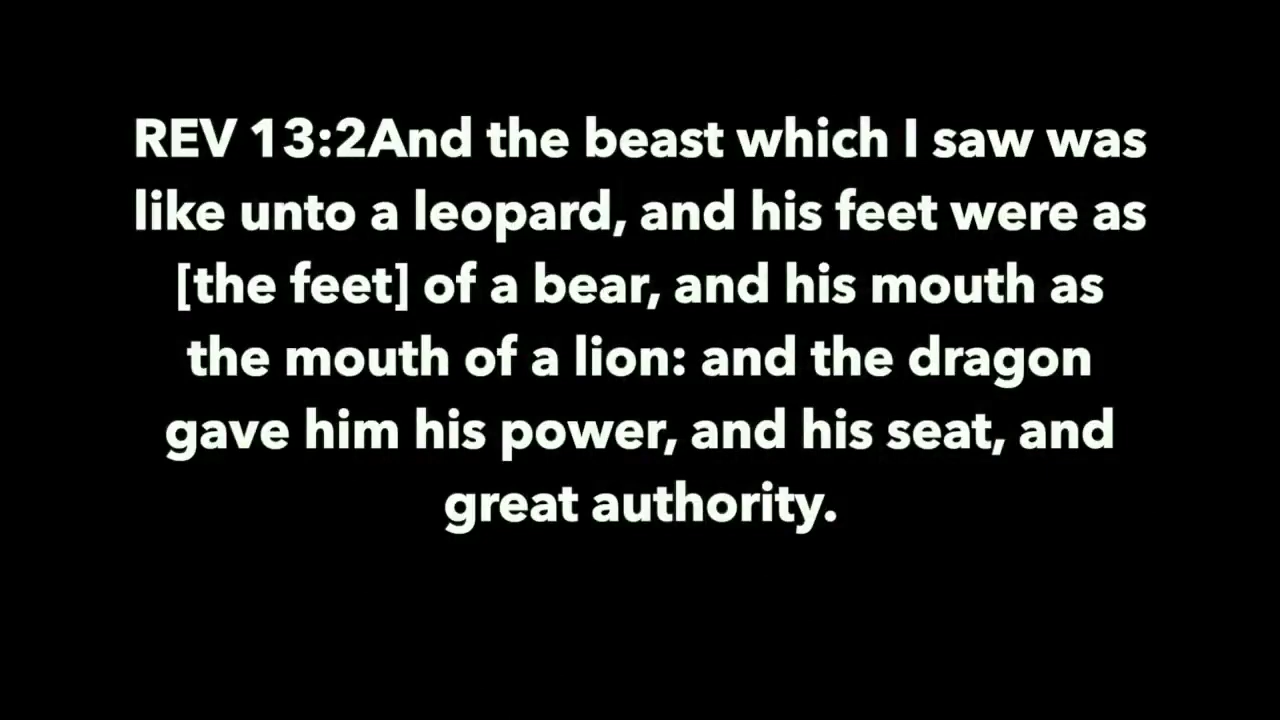 REV 13:2And the beast which I saw was
like unto a leopard, and his feet were as
[the feet] of a bear, and his mouth as
the mouth of a lion: and the dragon
gave him his power, and his seat, and
great authority.